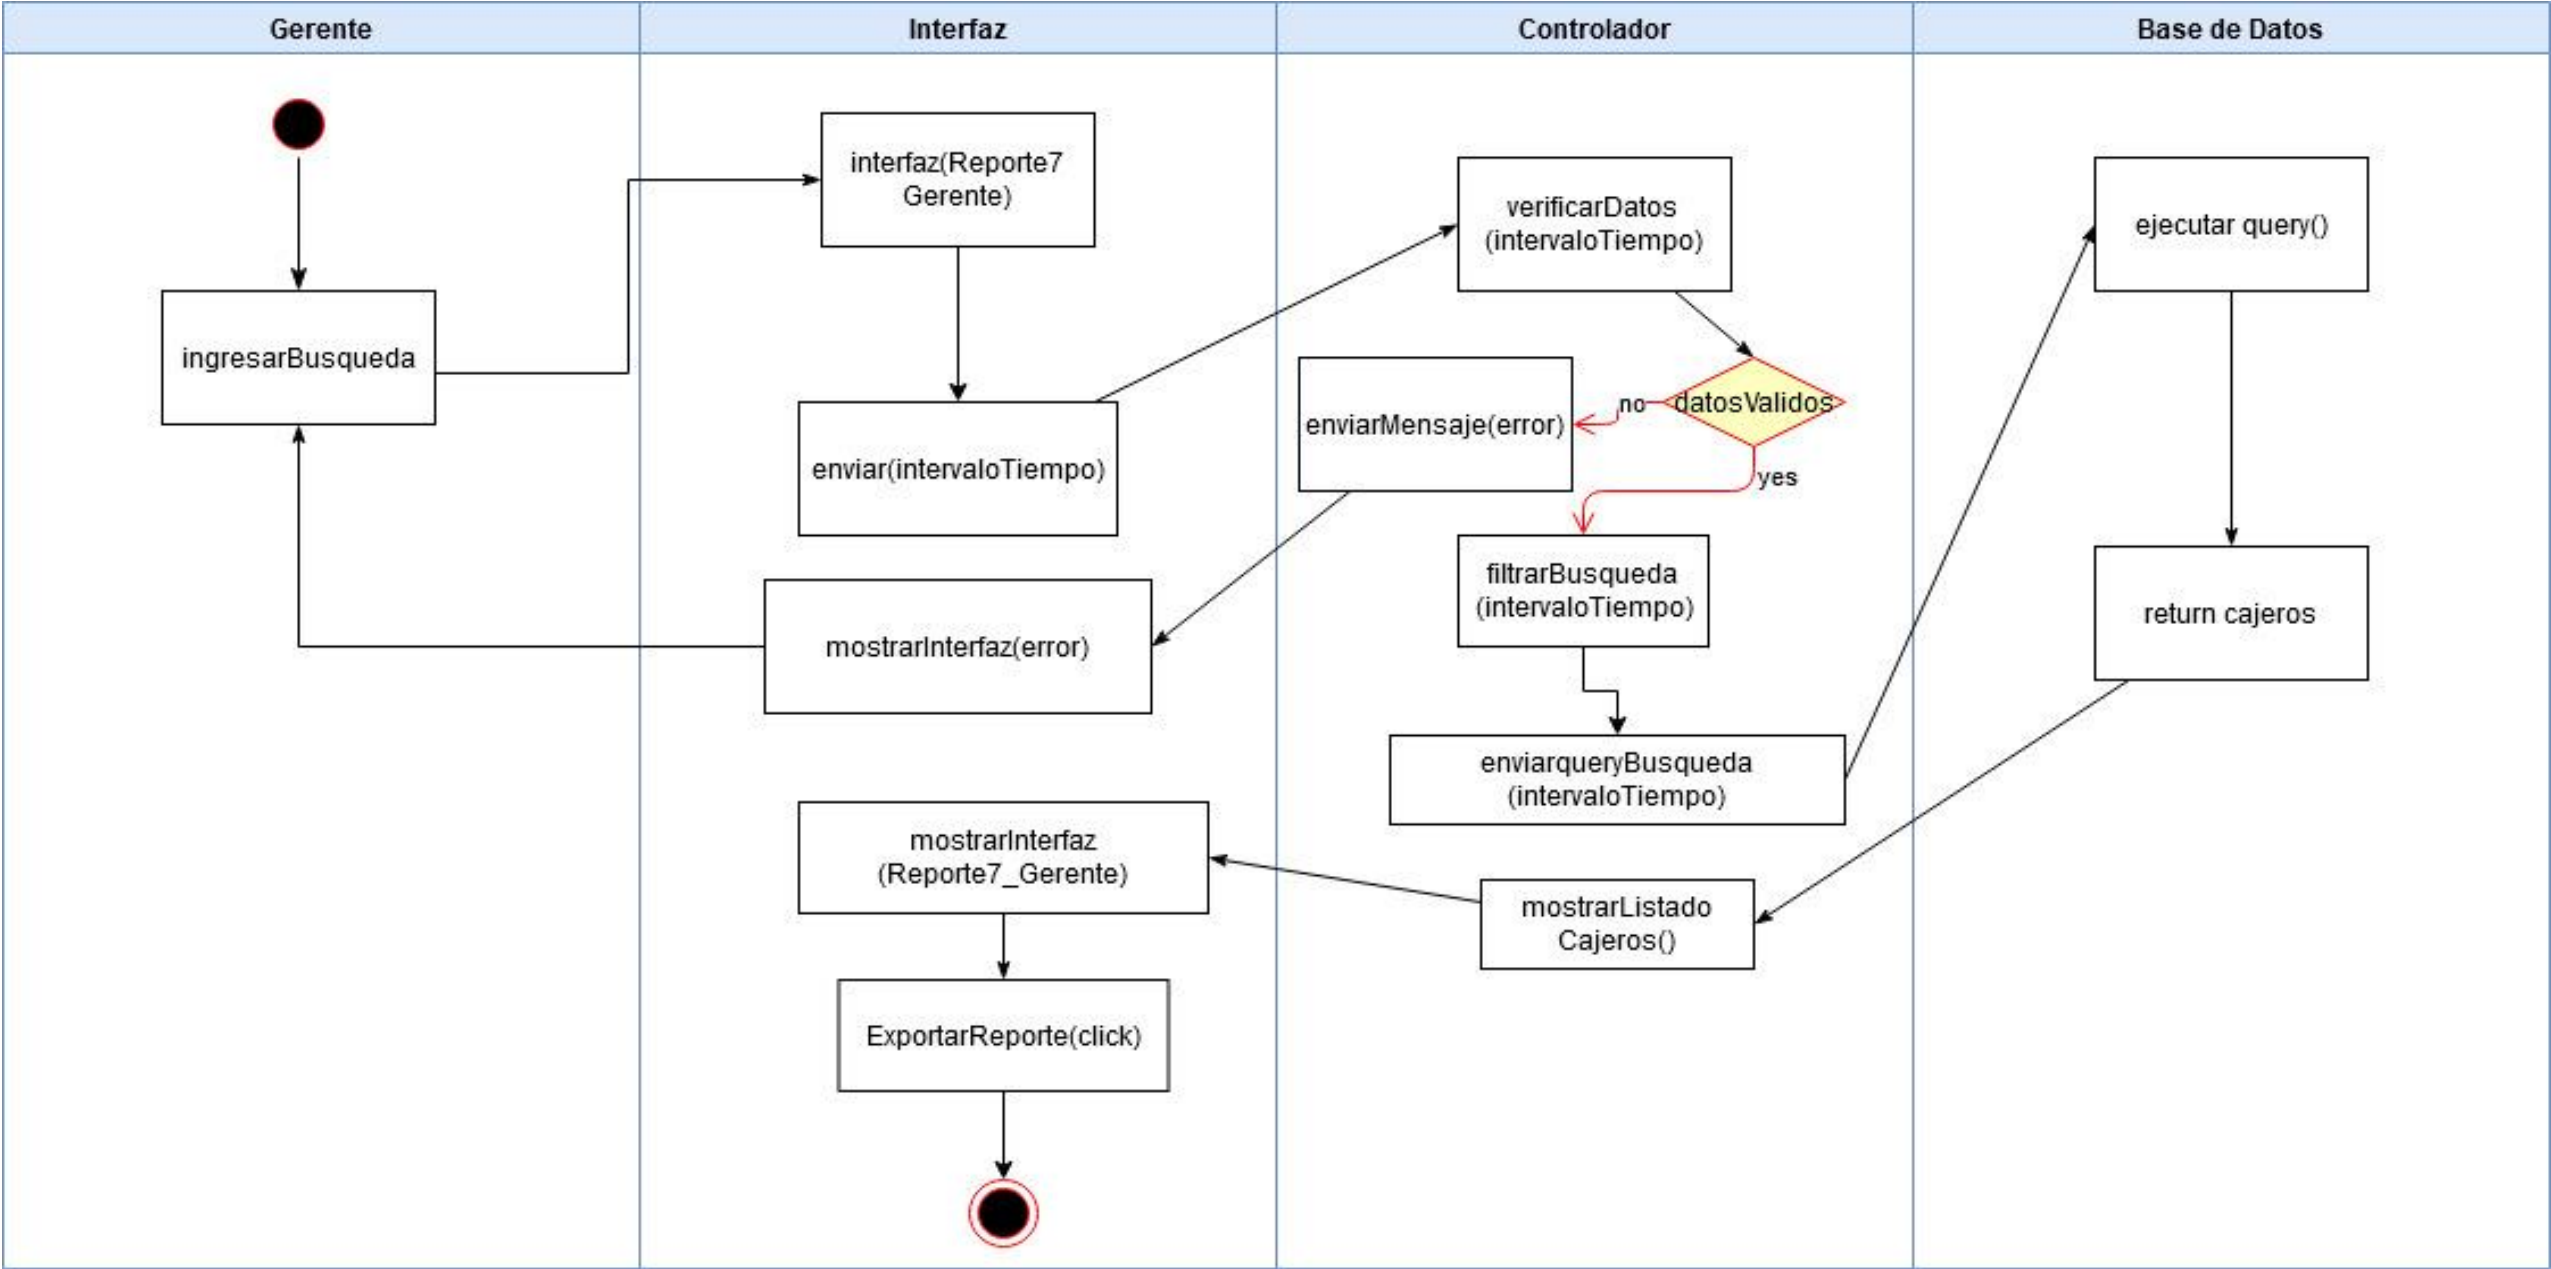 Gerente
Interfaz
Controlador
Base de Datos
ingresarBusqueda
interfaz(Reporte7
Gerente)
enviar(intervaloTiempo)
mostrarInterfaz(error)
mostrarInterfaz
(Reporte7_Gerente)
ExportarReporte(click)
verificarDatos
(intervaloTiempo)
datosValidos
no
yes
enviarMensaje(error)
filtrarBusqueda
(intervaloTiempo)
enviarqueryBusqueda
(intervaloTiempo)
mostrarListado
Cajeros()
ejecutar query()
return cajeros